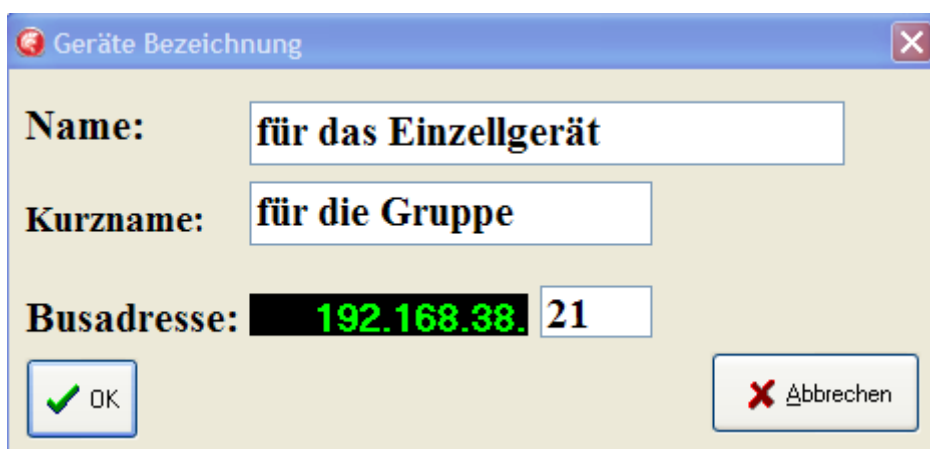 Geräte Bezeichnung
Name: für das Einzellgerät
Kurzname: für die Gruppe
Busadresse: 192.168.38. 21
OK Abbrechen